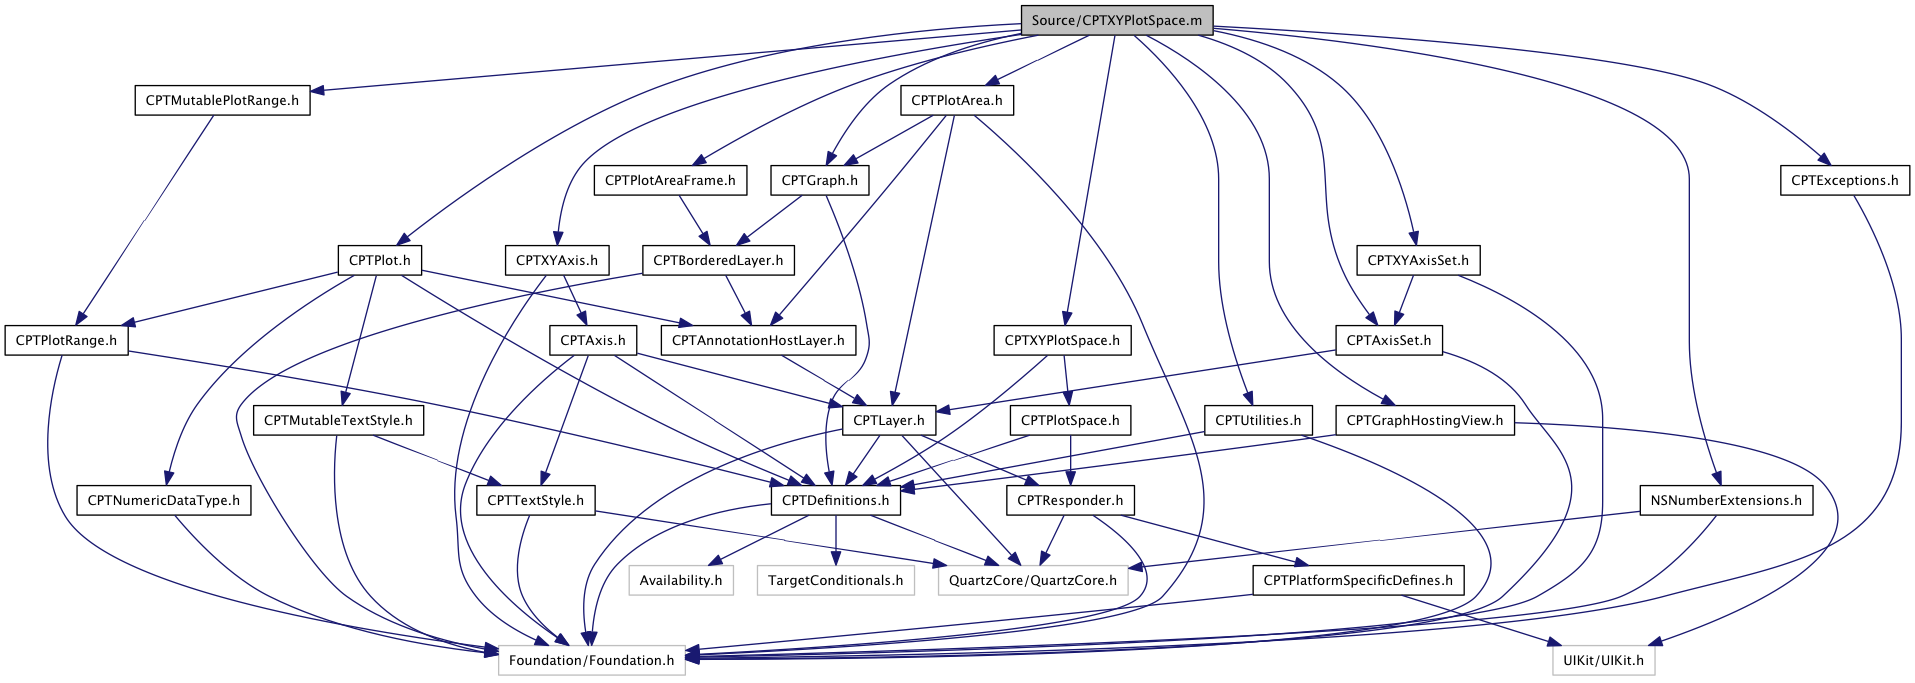 Source/CPTXYPlotSpace.m
CPTMutablePlotRange.h
CPTPlotArea.h
CPTPlotAreaFrame.h
CPTGraph.h
CPTExceptions.h
CPTPlot.h
CPTXYAxis.h
CPTBorderedLayer.h
CPTXYAxisSet.h
CPTPlotRange.h
CPTAxis.h
CPTAnnotationHostLayer.h
CPTXYPlotSpace.h
CPTAxisSet.h
CPTMutableTextStyle.h
CPTLayer.h
CPTPlotSpace.h
CPTUtilities.h
CPTGraphHostingView.h
CPTNumericDataType.h
CPTTextStyle.h
CPTDefinitions.h
CPTResponder.h
NSNumberExtensions.h
Availability.h
TargetConditionals.h
QuartzCore/QuartzCore.h
CPTPlatformSpecificDefines.h
Foundation/Foundation.h
UIKit/UIKit.h